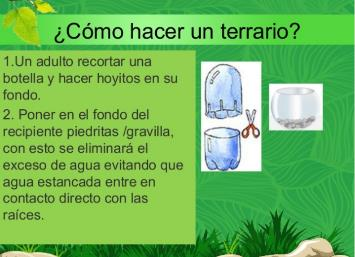 ¿Cómo hacer un terrario?
1.Un adulto recortar una
botella y hacer hoyitos en su
fondo.
2. Poner en el fondo del
recipiente piedritas /gravilla,
con esto se eliminará el
exceso de agua evitando que
agua estancada entre en
contacto directo con las
raíces.